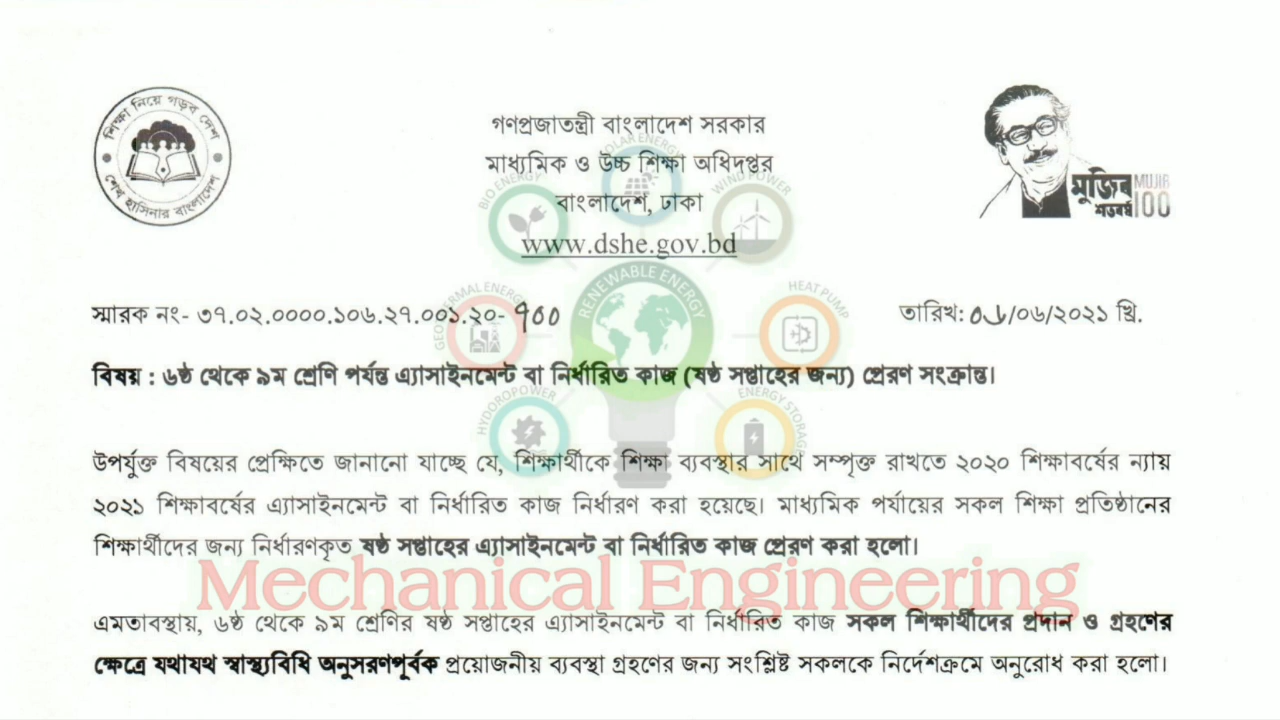 শিক্ষা নিয়ে গড়ব দেশ
শেখ হাসিনার বাংলাদেশ
গণপ্রজাতন্ত্রী বাংলাদেশ সরকার
মাধ্যমিক ও উচ্চ শিক্ষা অধিদপ্তর
বাংলাদেশ, ঢাকা
www.dshe.gov.bd
মুজিব MUJIB
শতবর্ষ 100
SOLAR ENERGY
BIO ENERGY
WIND POWER
RENEWABLE ENERGY
GEOTHERMAL ENERGY
HEAT PUMP
HYDOROPOWER
ENERGY STORAGE
স্মারক নং- ৩৭.০২.০০০০.১০৬.২৭.০০১.২০- ৭০০ তারিখ: ০৬/০৬/২০২১ খ্রি.
বিষয় : ৬ষ্ঠ থেকে ৯ম শ্রেণি পর্যন্ত এ্যাসাইনমেন্ট বা নির্ধারিত কাজ (ষষ্ঠ সপ্তাহের জন্য) প্রেরণ সংক্রান্ত।
উপর্যুক্ত বিষয়ের প্রেক্ষিতে জানানো যাচ্ছে যে, শিক্ষার্থীকে শিক্ষা ব্যবস্থার সাথে সম্পৃক্ত রাখতে ২০২০ শিক্ষাবর্ষের ন্যায়
২০২১ শিক্ষাবর্ষের এ্যাসাইনমেন্ট বা নির্ধারিত কাজ নির্ধারণ করা হয়েছে। মাধ্যমিক পর্যায়ের সকল শিক্ষা প্রতিষ্ঠানের
শিক্ষার্থীদের জন্য নির্ধারণকৃত ষষ্ঠ সপ্তাহের এ্যাসাইনমেন্ট বা নির্ধারিত কাজ প্রেরণ করা হলো।
Mechanical Engineering
এমতাবস্থায়, ৬ষ্ঠ থেকে ৯ম শ্রেণির ষষ্ঠ সপ্তাহের এ্যাসাইনমেন্ট বা নির্ধারিত কাজ সকল শিক্ষার্থীদের প্রদান ও গ্রহণের
ক্ষেত্রে যথাযথ স্বাস্থ্যবিধি অনুসরণপূর্বক প্রয়োজনীয় ব্যবস্থা গ্রহণের জন্য সংশ্লিষ্ট সকলকে নির্দেশক্রমে অনুরোধ করা হলো।